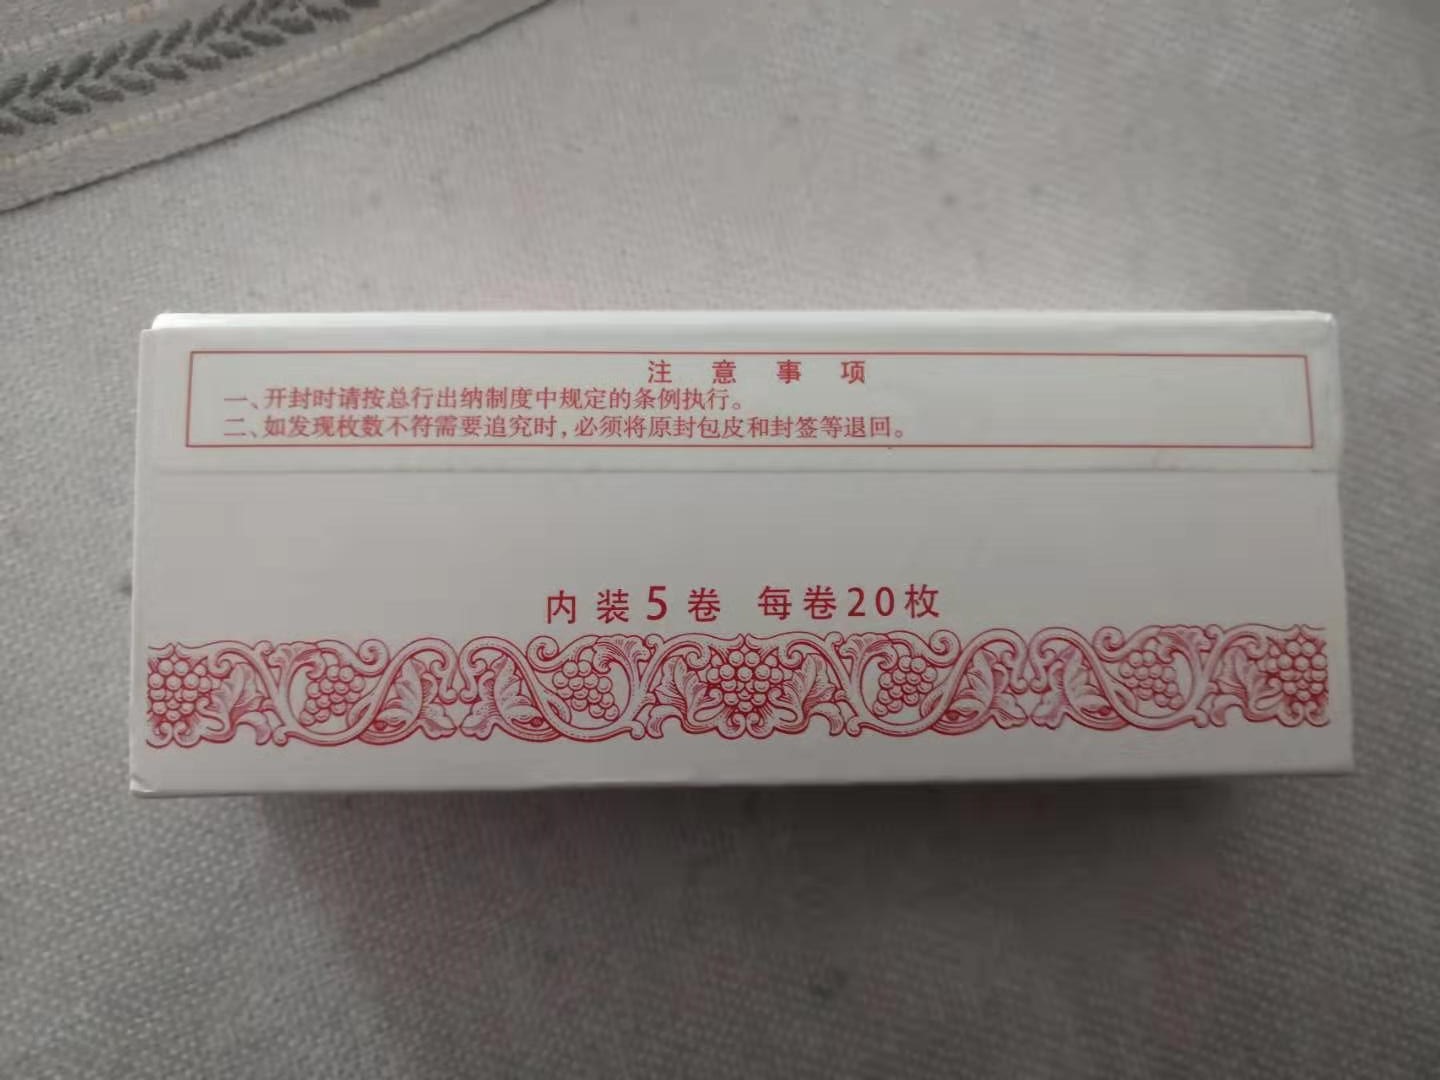 注意事项
一、开封时请按总行出纳制度中规定的条例执行。
二、如发现枚数不符需要追究时,必须将原封包皮和封签等退回。
内装5卷 每卷20枚